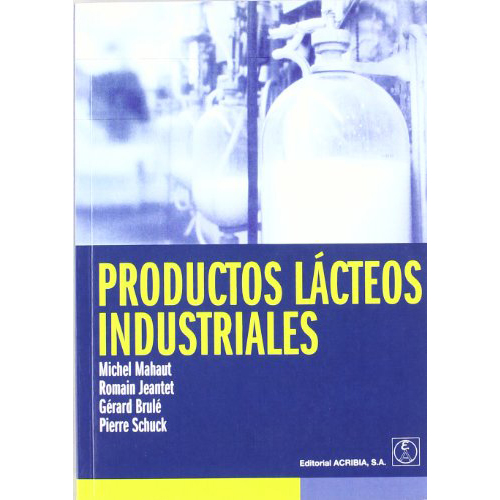 PRODUCTOS LÁCTEOS
INDUSTRIALES
Michel Mahaut
Romain Jeantet
Gérard Brulé
Pierre Schuck
Editorial ACRIBIA, S.A.